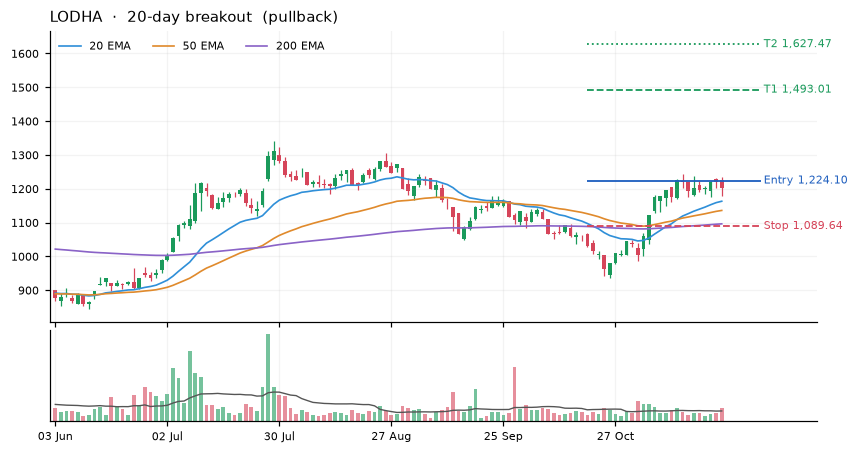 LODHA · 20-day breakout (pullback)
20 EMA 50 EMA 200 EMA
T2 1,627.47
1600
1500
T1 1,493.01
1400
1300
1200
Entry 1,224.10
1100
Stop 1,089.64
1000
900
03 Jun 02 Jul 30 Jul 27 Aug 25 Sep 27 Oct